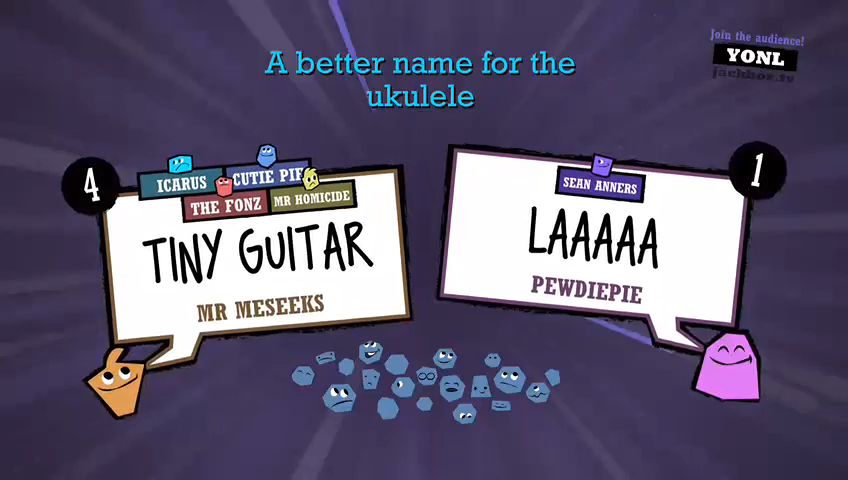 Join the audience!
YONL
jackbox.tv
A better name for the
ukulele
4
ICARUS
CUTIE PIE
THE FONZ
MR HOMICIDE
TINY GUITAR
MR MESEEKS
1
SEAN ANNERS
LAAAAA
PEWDIEPIE